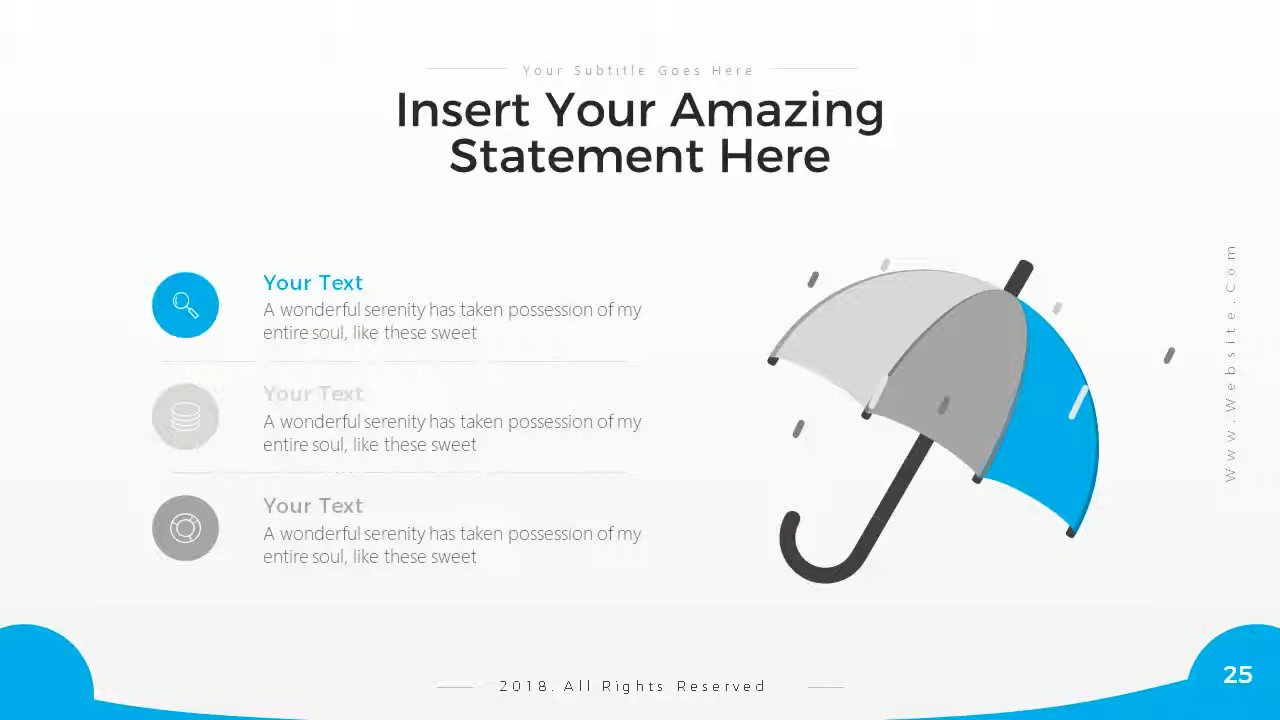 Your Subtitle Goes Here
Insert Your Amazing
Statement Here
Your Text
A wonderful serenity has taken possession of my
entire soul, like these sweet
Your Text
A wonderful serenity has taken possession of my
entire soul, like these sweet
Your Text
A wonderful serenity has taken possession of my
entire soul, like these sweet
Www.Website.Com
2018. All Rights Reserved
25